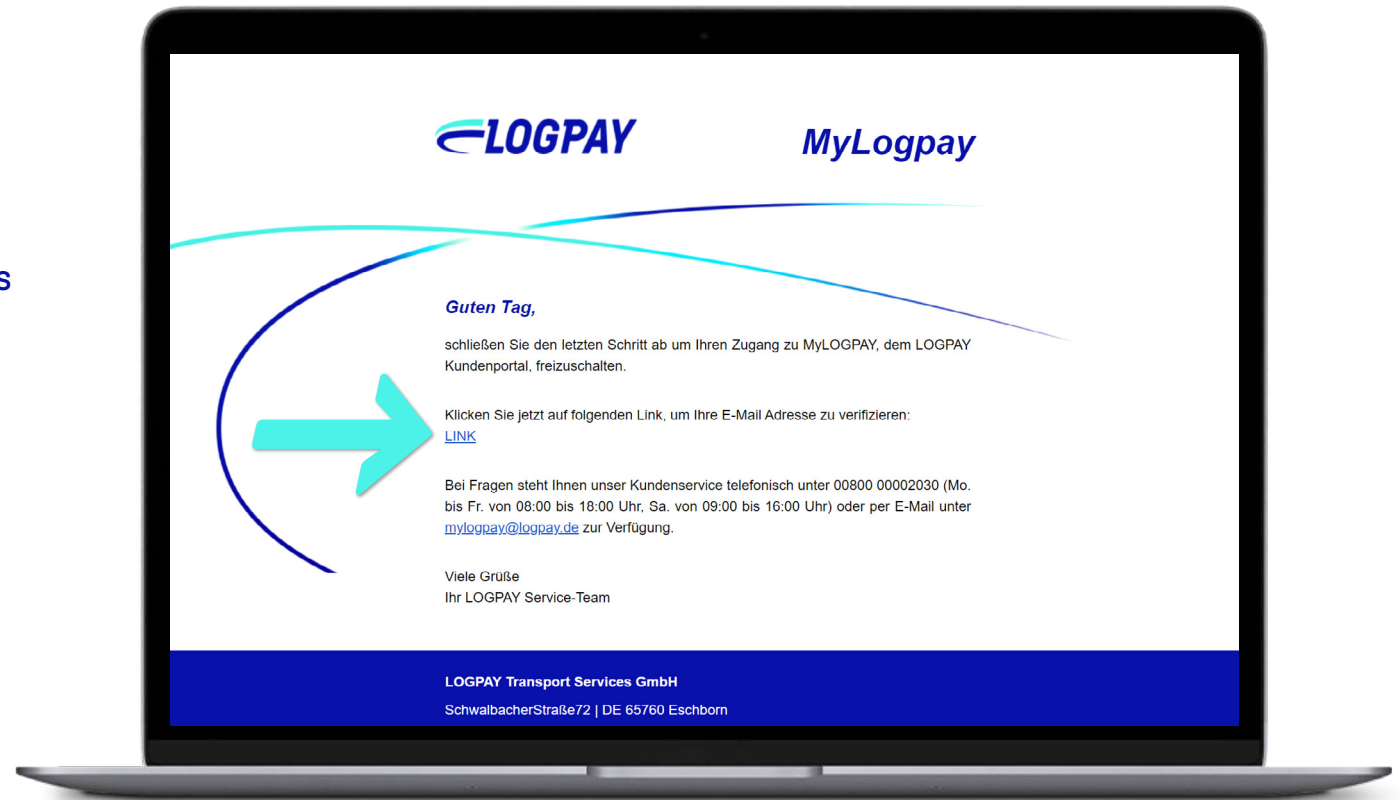 LOGPAY
MyLogpay
s
Guten Tag,
schließen Sie den letzten Schritt ab um Ihren Zugang zu MyLOGPAY, dem LOGPAY
Kundenportal, freizuschalten.
Klicken Sie jetzt auf folgenden Link, um Ihre E-Mail Adresse zu verifizieren:
LINK
Bei Fragen steht Ihnen unser Kundenservice telefonisch unter 00800 00002030 (Mo.
bis Fr. von 08:00 bis 18:00 Uhr, Sa. von 09:00 bis 16:00 Uhr) oder per E-Mail unter
mylogpay@logpay.de zur Verfügung.
Viele Grüße
Ihr LOGPAY Service-Team
LOGPAY Transport Services GmbH
SchwalbacherStraße72 | DE 65760 Eschborn